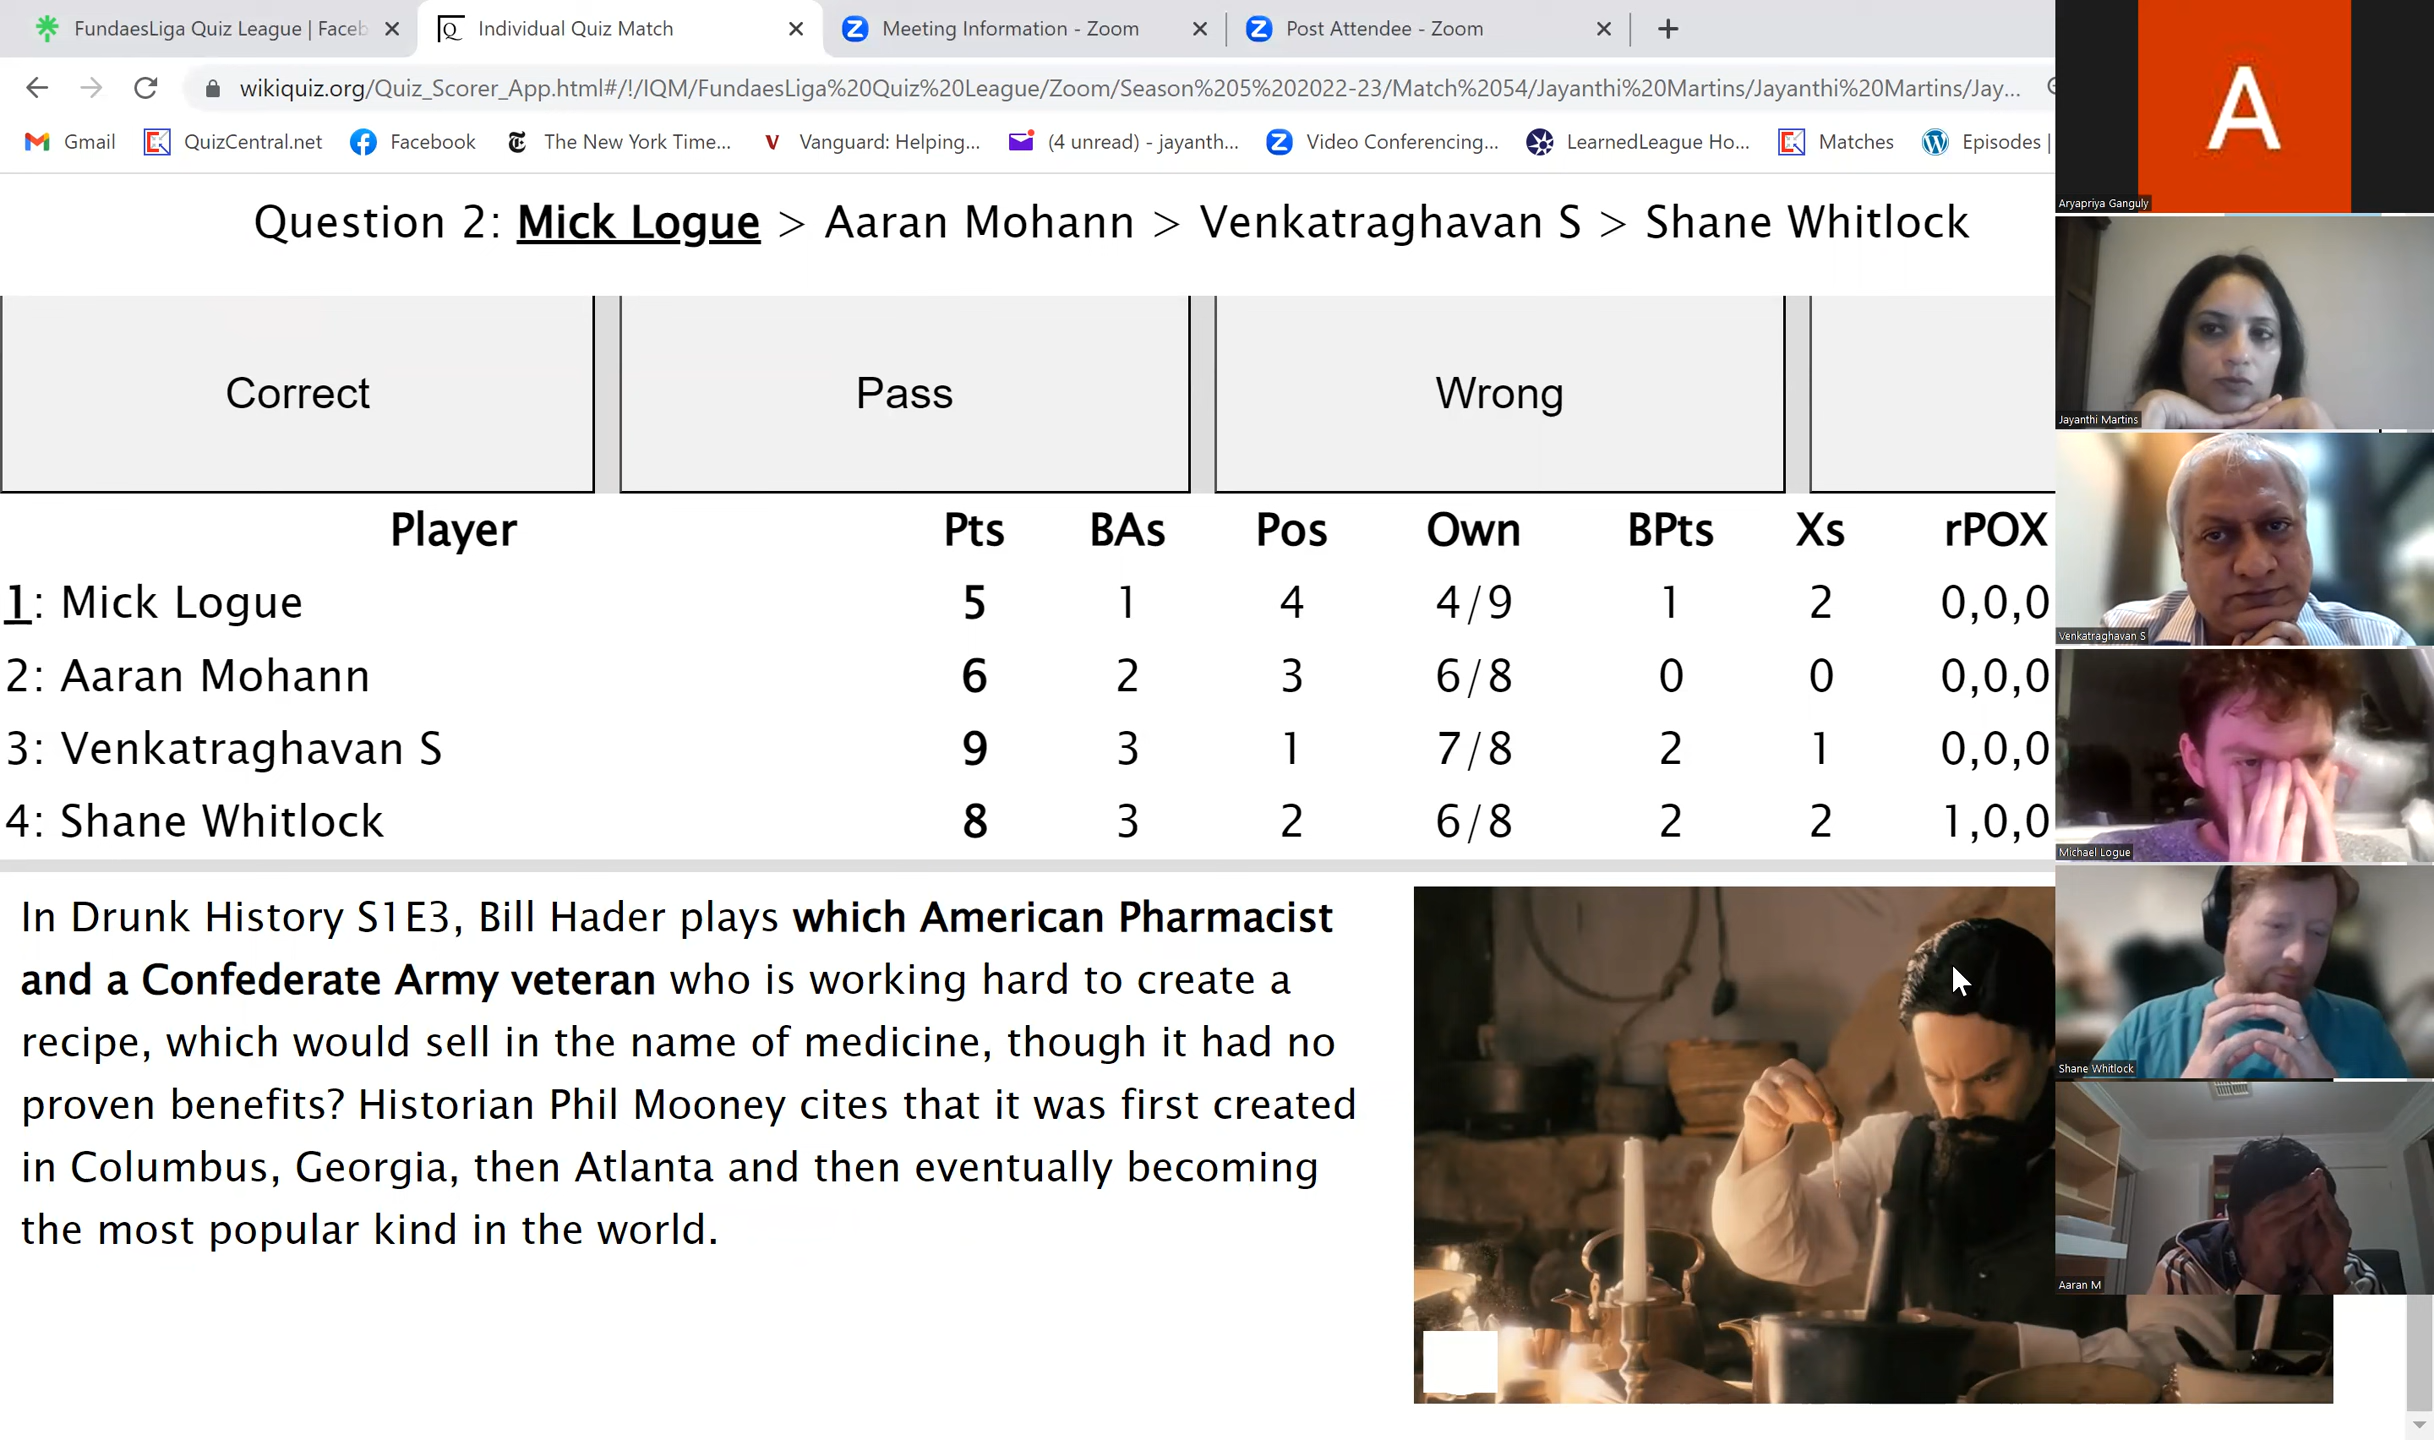 FundaesLiga Quiz League | Faceb
Individual Quiz Match
Meeting Information - Zoom
Post Attendee - Zoom
wikiquiz.org/Quiz_Scorer_App.html#/!/IQM/FundaesLiga%20Quiz%20League/Zoom/Season%205%202022-23/Match%2054/Jayanthi%20Martins/Jayanthi%20Martins/Jay...
Gmail
QuizCentral.net
Facebook
The New York Time...
Vanguard: Helping...
(4 unread) - jayanth...
Video Conferencing...
LearnedLeague Ho...
Matches
Episodes |
Question 2: Mick Logue > Aaran Mohann > Venkatraghavan S > Shane Whitlock
Correct
Pass
Wrong
Player Pts BAs Pos Own BPts Xs rPOX
1: Mick Logue 5 1 4 4/9 1 2 0,0,0
2: Aaran Mohann 6 2 3 6/8 0 0 0,0,0
3: Venkatraghavan S 9 3 1 7/8 2 1 0,0,0
4: Shane Whitlock 8 3 2 6/8 2 2 1,0,0
In Drunk History S1E3, Bill Hader plays which American Pharmacist
and a Confederate Army veteran who is working hard to create a
recipe, which would sell in the name of medicine, though it had no
proven benefits? Historian Phil Mooney cites that it was first created
in Columbus, Georgia, then Atlanta and then eventually becoming
the most popular kind in the world.
A
Aryapriya Ganguly
Jayanthi Martins
Venkatraghavan S
Michael Logue
Shane Whitlock
Aaran M